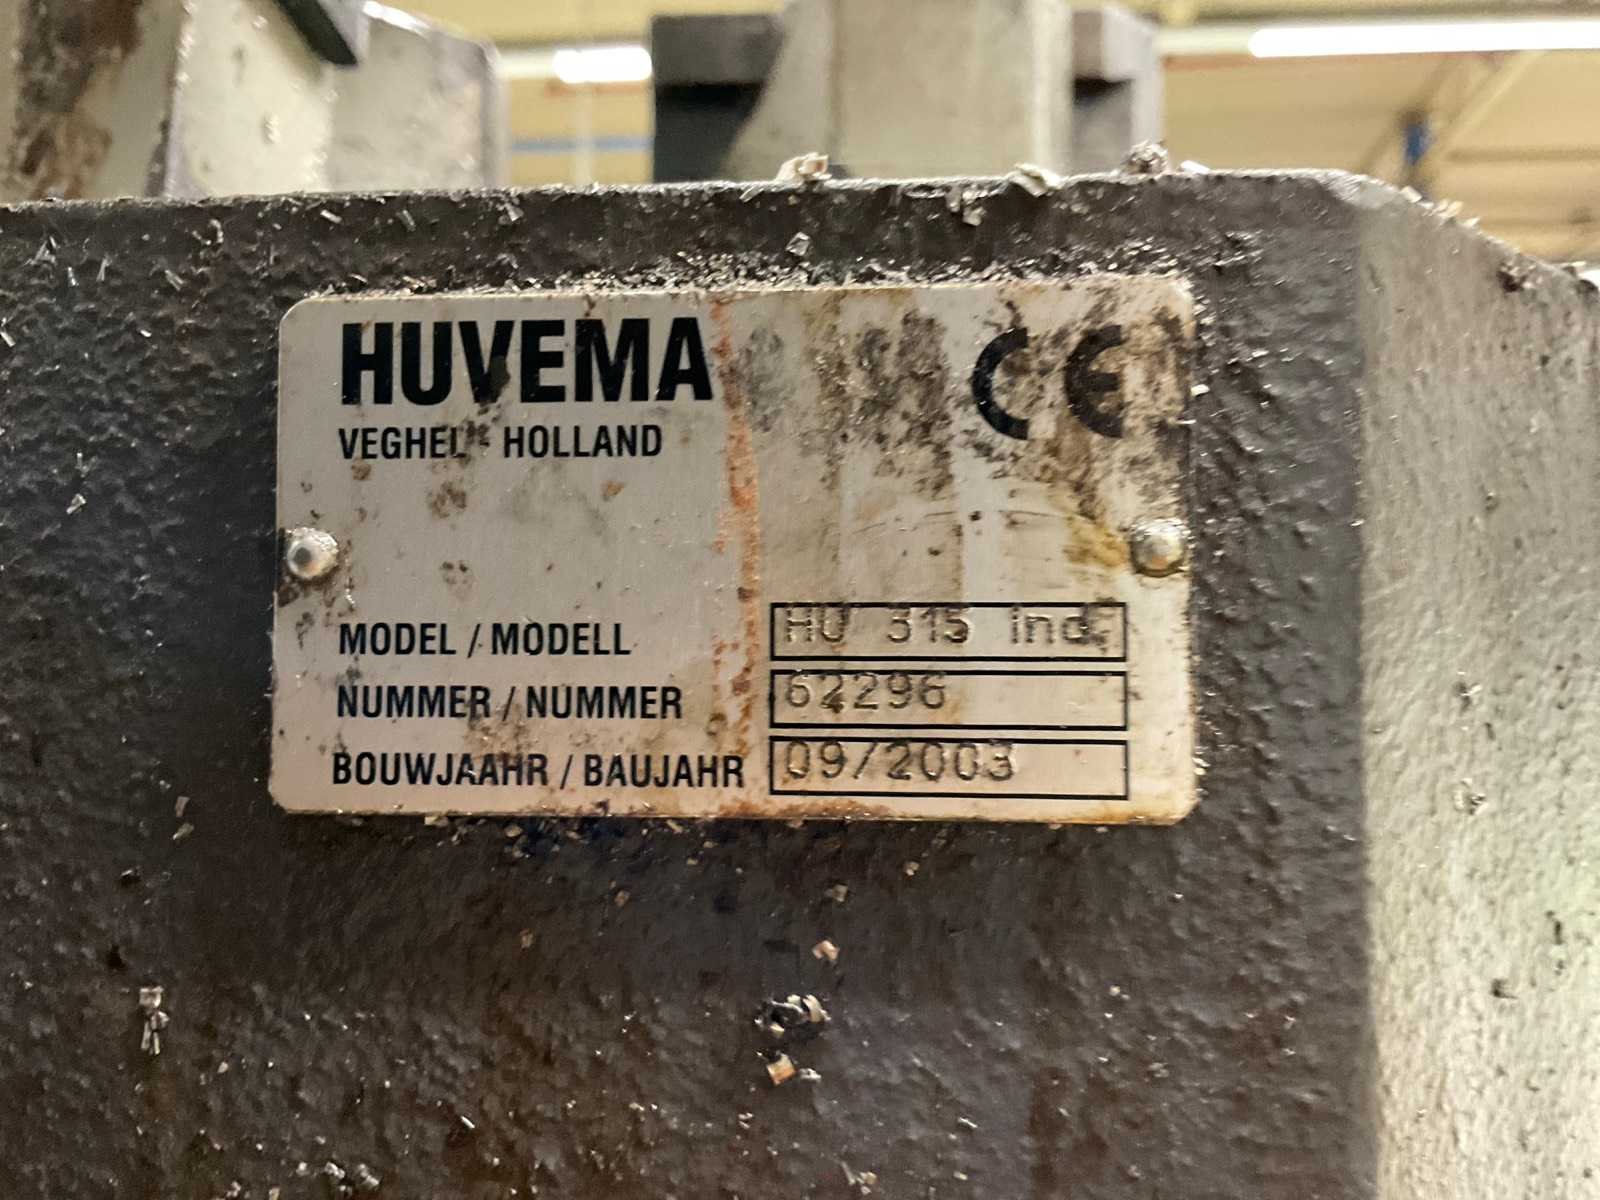 HUVEMA CE
VEGHEL - HOLLAND
MODEL / MODELL HU 315 ind.
NUMMER / NUMMER 62296
BOUWJAAHR / BAUJAHR 09/2003